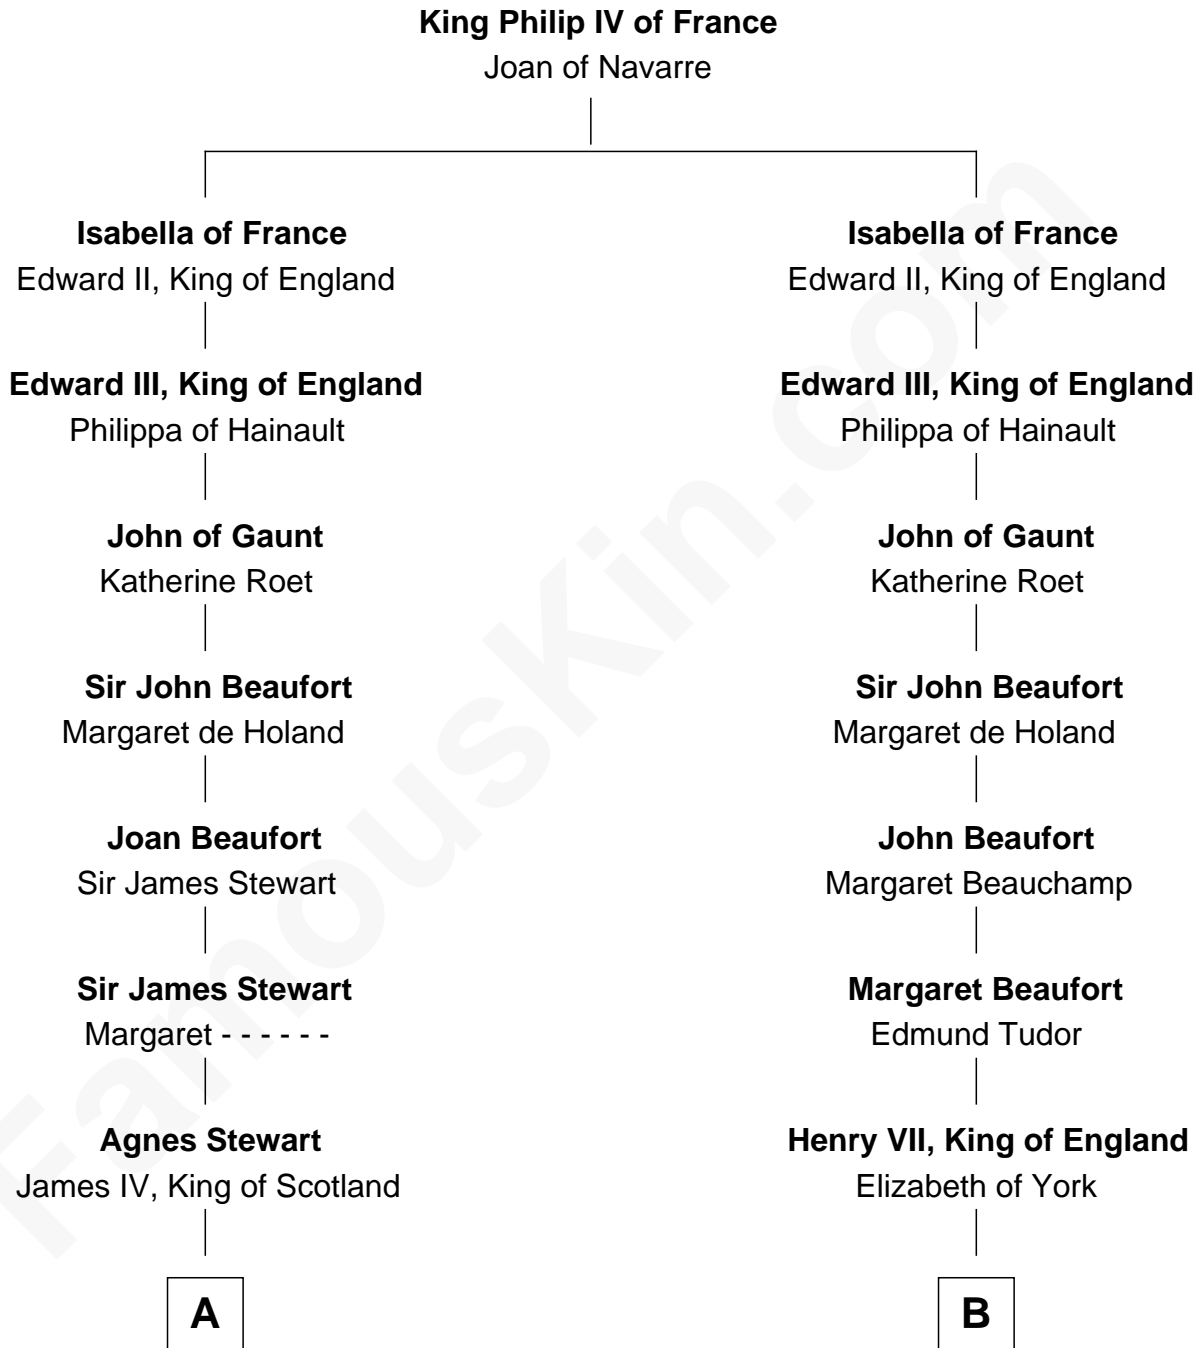 King Philip IV of France
Joan of Navarre
Isabella of France
Edward II, King of England
Edward III, King of England
Philippa of Hainault
John of Gaunt
Katherine Roet
Sir John Beaufort
Margaret de Holand
Joan Beaufort
Sir James Stewart
Sir James Stewart
Margaret - - - - - -
Agnes Stewart
James IV, King of Scotland
A
Isabella of France
Edward II, King of England
Edward III, King of England
Philippa of Hainault
John of Gaunt
Katherine Roet
Sir John Beaufort
Margaret de Holand
John Beaufort
Margaret Beauchamp
Margaret Beaufort
Edmund Tudor
Henry VII, King of England
Elizabeth of York
B
FamousKin.com